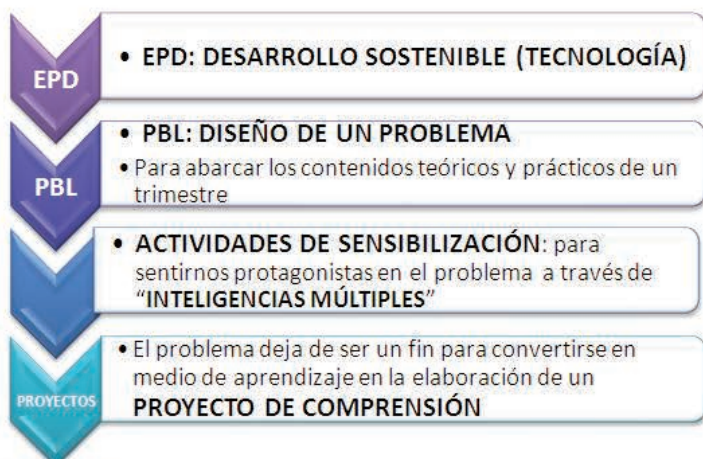 EPD
• EPD: DESARROLLO SOSTENIBLE (TECNOLOGÍA)
PBL
• PBL: DISEÑO DE UN PROBLEMA
• Para abarcar los contenidos teóricos y prácticos de un
trimestre
• ACTIVIDADES DE SENSIBILIZACIÓN: para
sentirnos protagonistas en el problema a través de
“INTELIGENCIAS MÚLTIPLES”
PROYECTOS
• El problema deja de ser un fin para convertirse en
medio de aprendizaje en la elaboración de un
PROYECTO DE COMPRENSIÓN